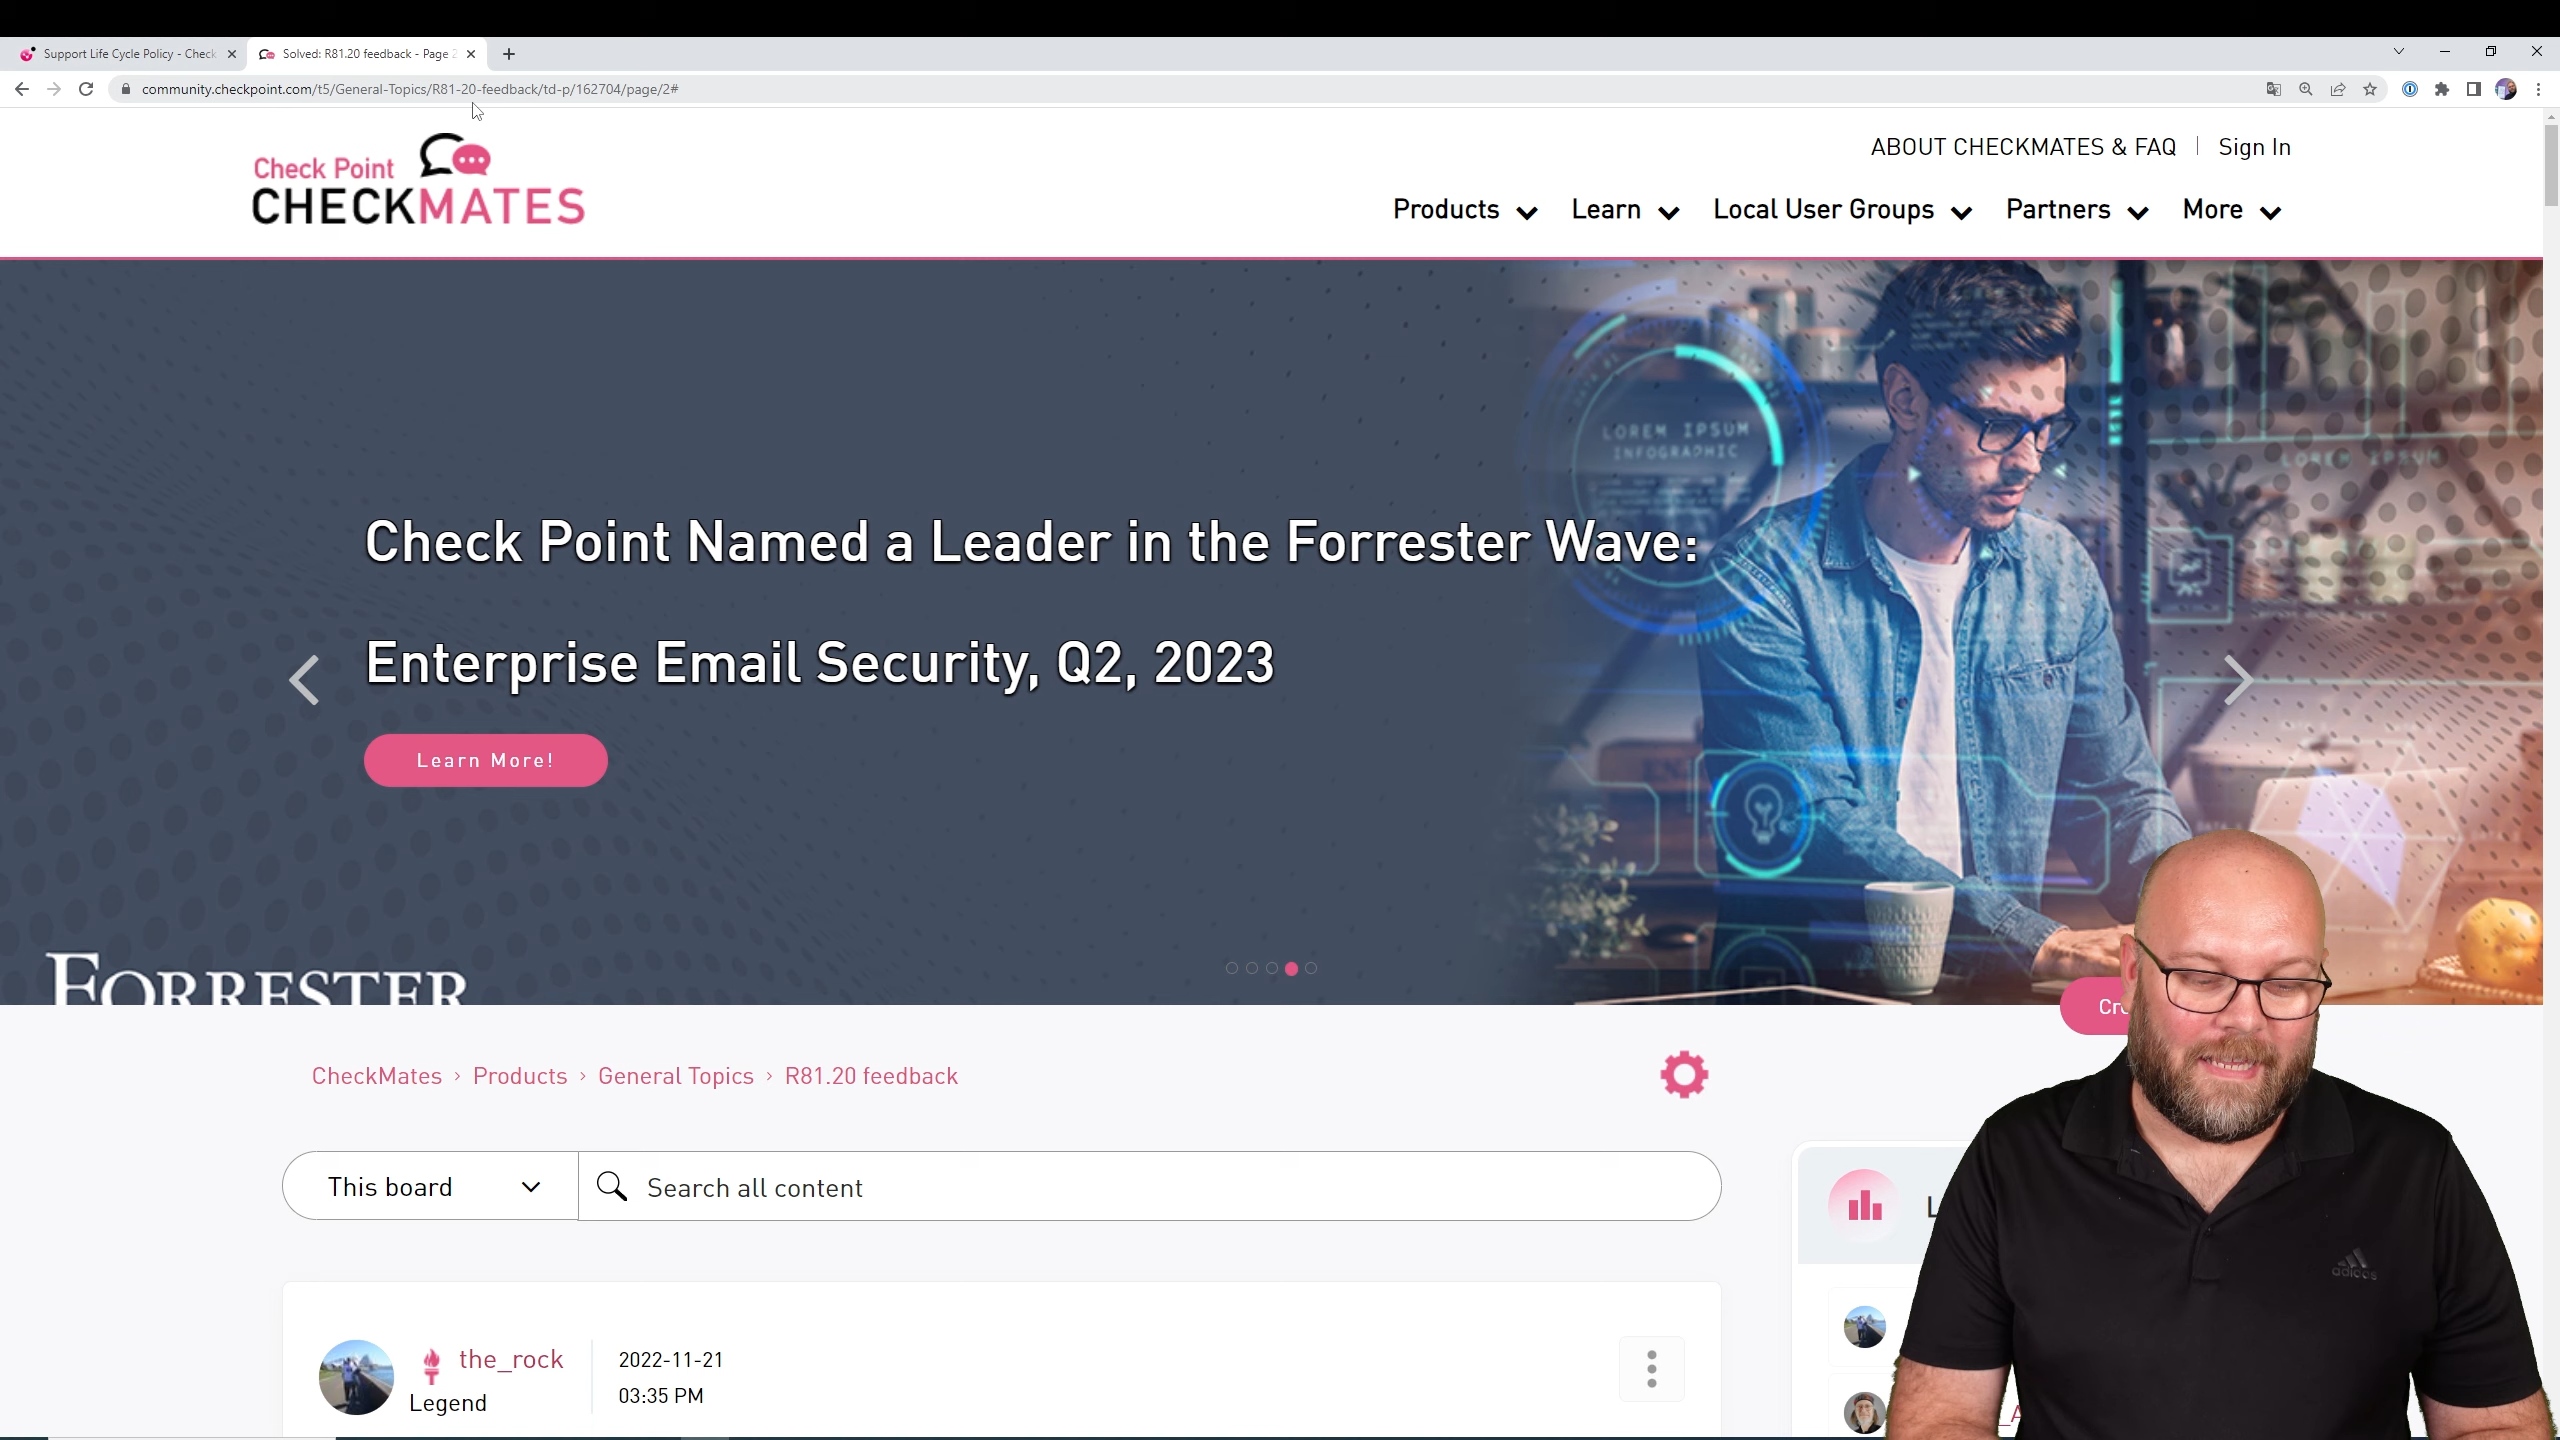 Support Life Cycle Policy - Check
Solved: R81.20 feedback - Page 2
community.checkpoint.com/t5/General-Topics/R81-20-feedback/td-p/162704/page/2#
Check Point
CHECKMATES
ABOUT CHECKMATES & FAQ
Sign In
Products
Learn
Local User Groups
Partners
More
LOREM IPSUM
INFOGRAPHIC
LOREM IPSUM
Check Point Named a Leader in the Forrester Wave:
Enterprise Email Security, Q2, 2023
Learn More!
FORRESTER
CheckMates › Products › General Topics › R81.20 feedback
This board
Search all content
the_rock
Legend
2022-11-21
03:35 PM
adidas